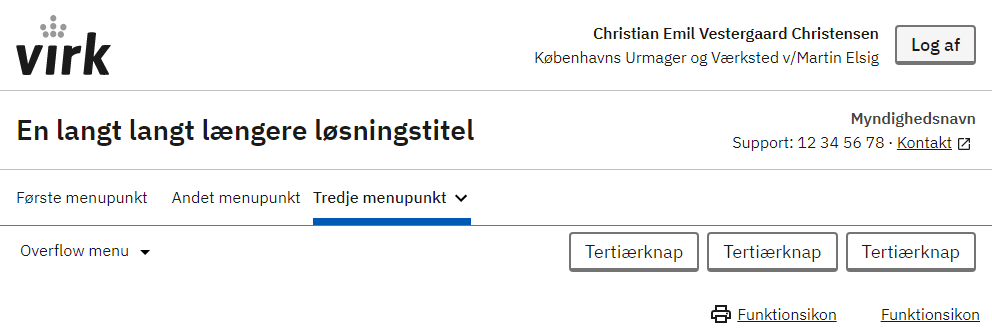 virk
Christian Emil Vestergaard Christensen
Københavns Urmager og Værksted v/Martin Elsig
Log af
En langt langt længere løsningstitel
Myndighedsnavn
Support: 12 34 56 78 · Kontakt
Første menupunkt Andet menupunkt Tredje menupunkt
Overflow menu Tertiærknap Tertiærknap Tertiærknap
Funktionsikon Funktionsikon